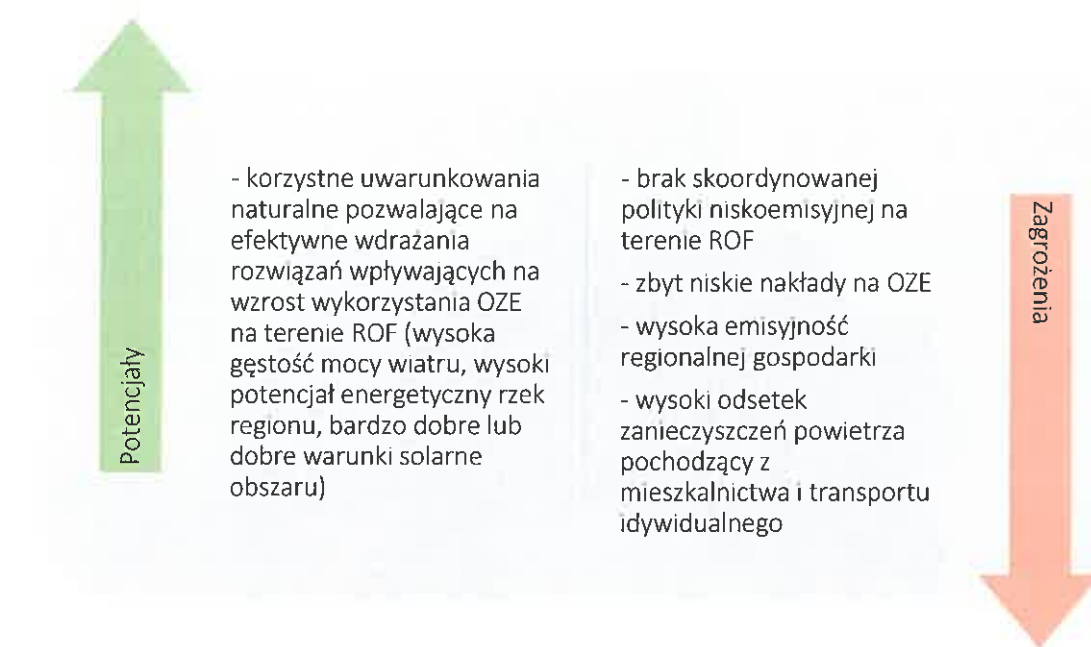 Potencjały
- korzystne uwarunkowania
naturalne pozwalające na
efektywne wdrażania
rozwiązań wpływających na
wzrost wykorzystania OZE
na terenie ROF (wysoka
gęstość mocy wiatru, wysoki
potencjał energetyczny rzek
regionu, bardzo dobre lub
dobre warunki solarne
obszaru)
- brak skoordynowanej
polityki niskoemisyjnej na
terenie ROF
- zbyt niskie nakłady na OZE
- wysoka emisyjność
regionalnej gospodarki
- wysoki odsetek
zanieczyszczeń powietrza
pochodzący z
mieszkalnictwa i transportu
idywidualnego
Zagrożenia